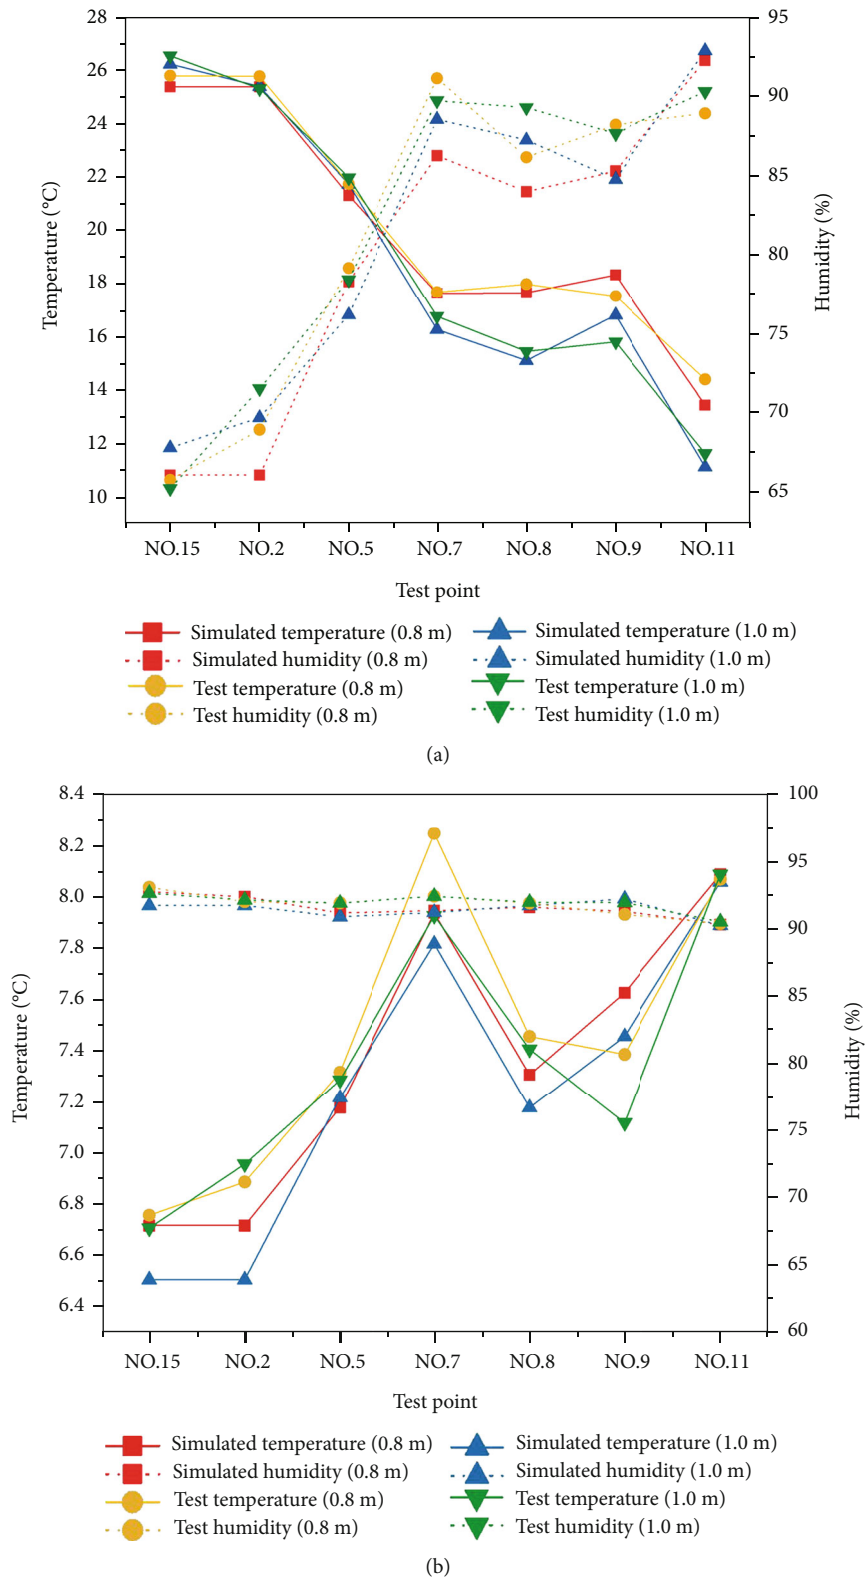 28
26
24
22
20
18
16
14
12
10
Temperature (°C)
95
90
85
80
75
70
65
Humidity (%)
NO.15 NO.2 NO.5 NO.7 NO.8 NO.9 NO.11
Test point
Simulated temperature (0.8 m)
Simulated humidity (0.8 m)
Test temperature (0.8 m)
Test humidity (0.8 m)
Simulated temperature (1.0 m)
Simulated humidity (1.0 m)
Test temperature (1.0 m)
Test humidity (1.0 m)
(a)
8.4
8.2
8.0
7.8
7.6
7.4
7.2
7.0
6.8
6.6
6.4
Temperature (°C)
100
95
90
85
80
75
70
65
60
Humidity (%)
NO.15 NO.2 NO.5 NO.7 NO.8 NO.9 NO.11
Test point
Simulated temperature (0.8 m)
Simulated humidity (0.8 m)
Test temperature (0.8 m)
Test humidity (0.8 m)
Simulated temperature (1.0 m)
Simulated humidity (1.0 m)
Test temperature (1.0 m)
Test humidity (1.0 m)
(b)